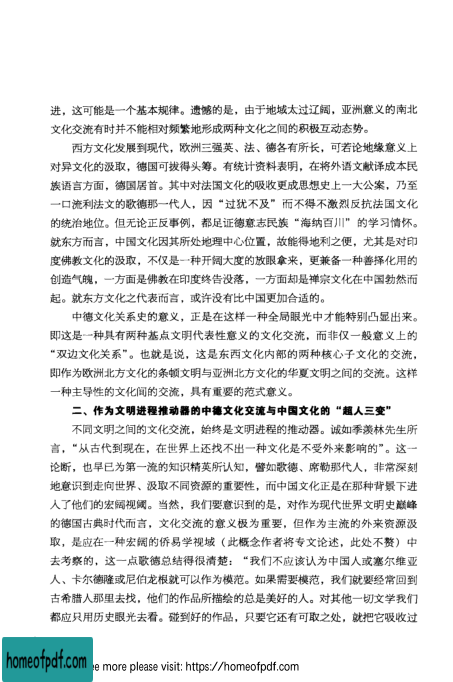 进，这可能是一个基本规律。遗憾的是，由于地域太过辽阔，亚洲意义的南北
文化交流有时并不能相对频繁地形成两种文化之间的积极互动态势。
西方文化发展到现代，欧洲三强英、法、德各有所长，可若论地缘意义上
对异文化的汲取，德国可拔得头筹。有统计资料表明，在将外语文献译成本民
族语言方面，德国居首。其中对法国文化的吸收更成思想史上一大公案，乃至
一口流利法文的歌德那一代人，因“过犹不及”而不得不激烈反抗法国文化
的统治地位。但无论正反事例，都足证德意志民族“海纳百川”的学习情怀。
就东方而言，中国文化因其所处地理中心位置，故能得地利之便，尤其是对印
度佛教文化的汲取，不仅是一种开阔大度的放眼拿来，更兼备一种善择化用的
创造气魄，一方面是佛教在印度终告没落，一方面却是禅宗文化在中国勃然而
起。就东方文化之代表而言，或许没有比中国更加合适的。
中德文化关系史的意义，正是在这样一种全局眼光中才能特别凸显出来。
即这是一种具有两种基点文明代表性意义的文化交流，而非仅一般意义上的
“双边文化关系”。也就是说，这是东西文化内部的两种核心子文化的交流，
即作为欧洲北方文化的条顿文明与亚洲北方文化的华夏文明之间的交流。这样
一种主导性的文化间的交流，具有重要的范式意义。
二、作为文明进程推动器的中德文化交流与中国文化的“超人三变”
不同文明之间的文化交流，始终是文明进程的推动器。诚如季羡林先生所
言，“从古代到现在，在世界上还找不出一种文化是不受外来影响的”。这一
论断，也早已为第一流的知识精英所认知，譬如歌德、席勒那代人，非常深刻
地意识到走向世界、汲取不同资源的重要性，而中国文化正是在那种背景下进
入了他们的宏阔视阈。当然，我们要意识到的是，对作为现代世界文明史巅峰
的德国古典时代而言，文化交流的意义极为重要，但作为主流的外来资源汲
取，是应在一种宏阔的侨易学视域（此概念作者将专文论述，此处不赘）中
去考察的，这一点歌德总结得很清楚：“我们不应该认为中国人或塞尔维亚
人、卡尔德隆或尼伯龙根就可以作为模范。如果需要模范，我们就要经常回到
古希腊人那里去找，他们的作品所描绘的总是美好的人。对其他一切文学我们
都应只用历史眼光去看。碰到好的作品，只要它还有可取之处，就把它吸收过
homeofpdf.com
ee more please visit: https://homeofpdf.com